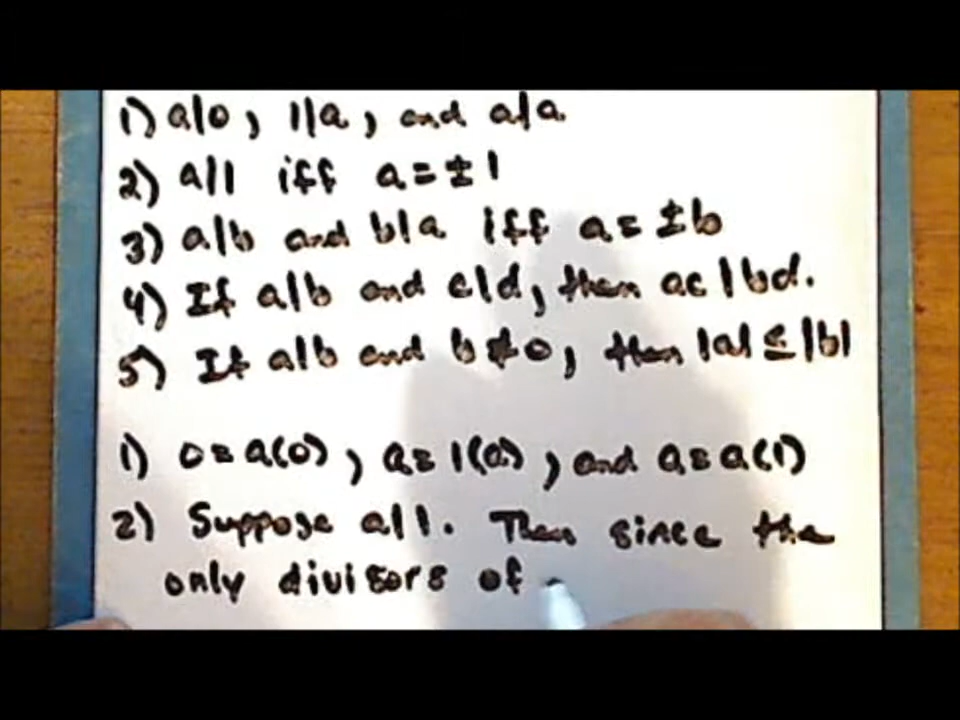 1) a|0, 1|a, and a|a
2) a|1 iff a = ± 1
3) a|b and b|a iff a = ±b
4) If a|b and c|d, then ac|bd.
5) If a|b and b≠0, then |a| ≤ |b|
1) 0 = a(0), a = 1(a), and a = a(1)
2) Suppose a|1. Then since the
only divisors of